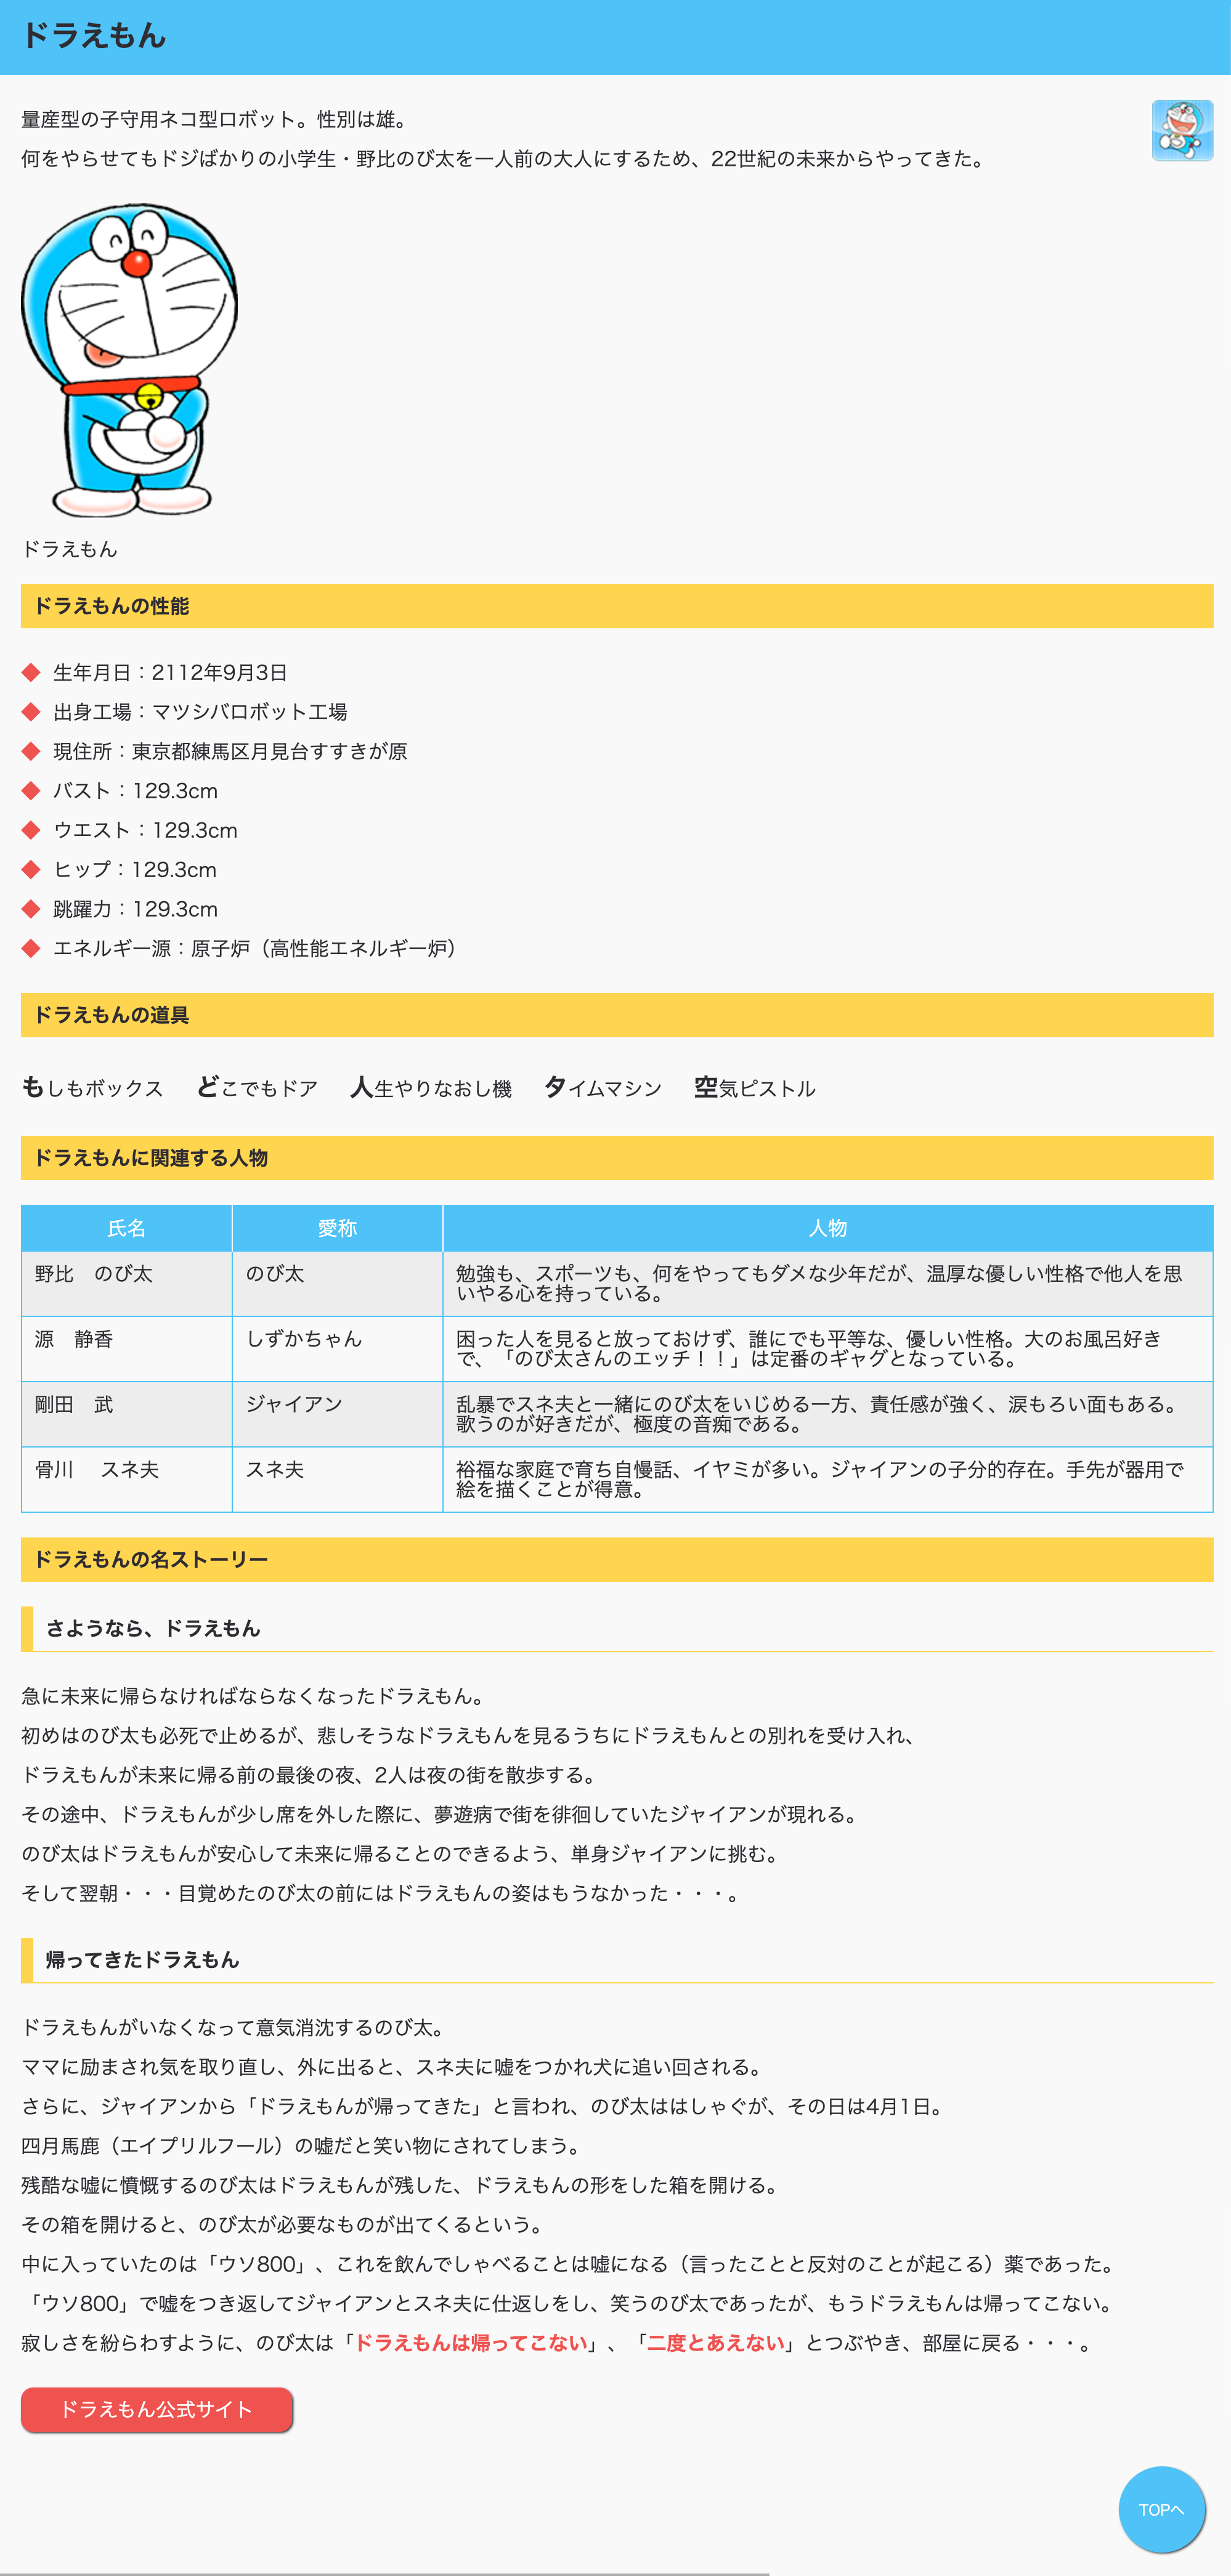 ドラえもん
量産型の子守用ネコ型ロボット。性別は雄。
何をやらせてもドジばかりの小学生・野比のび太を一人前の大人にするため、22世紀の未来からやってきた。
ドラえもん
ドラえもんの性能
◆ 生年月日：2112年9月3日
◆ 出身工場：マツシバロボット工場
◆ 現住所：東京都練馬区月見台すすきが原
◆ バスト：129.3cm
◆ ウエスト：129.3cm
◆ ヒップ：129.3cm
◆ 跳躍力：129.3cm
◆ エネルギー源：原子炉（高性能エネルギー炉）
ドラえもんの道具
もしもボックス　どこでもドア　人生やりなおし機　タイムマシン　空気ピストル
ドラえもんに関連する人物
氏名　愛称　人物
野比　のび太　のび太　勉強も、スポーツも、何をやってもダメな少年だが、温厚な優しい性格で他人を思
いやる心を持っている。
源　静香　しずかちゃん　困った人を見ると放っておけず、誰にでも平等な、優しい性格。大のお風呂好き
で、「のび太さんのエッチ！！」は定番のギャグとなっている。
剛田　武　ジャイアン　乱暴でスネ夫と一緒にのび太をいじめる一方、責任感が強く、涙もろい面もある。
歌うのが好きだが、極度の音痴である。
骨川　スネ夫　スネ夫　裕福な家庭で育ち自慢話、イヤミが多い。ジャイアンの子分的存在。手先が器用で
絵を描くことが得意。
ドラえもんの名ストーリー
さようなら、ドラえもん
急に未来に帰らなければならなくなったドラえもん。
初めはのび太も必死で止めるが、悲しそうなドラえもんを見るうちにドラえもんとの別れを受け入れ、
ドラえもんが未来に帰る前の最後の夜、2人は夜の街を散歩する。
その途中、ドラえもんが少し席を外した際に、夢遊病で街を徘徊していたジャイアンが現れる。
のび太はドラえもんが安心して未来に帰ることのできるよう、単身ジャイアンに挑む。
そして翌朝・・・目覚めたのび太の前にはドラえもんの姿はもうなかった・・・。
帰ってきたドラえもん
ドラえもんがいなくなって意気消沈するのび太。
ママに励まされ気を取り直し、外に出ると、スネ夫に嘘をつかれ犬に追い回される。
さらに、ジャイアンから「ドラえもんが帰ってきた」と言われ、のび太ははしゃぐが、その日は4月1日。
四月馬鹿（エイプリルフール）の嘘だと笑い物にされてしまう。
残酷な嘘に憤慨するのび太はドラえもんが残した、ドラえもんの形をした箱を開ける。
その箱を開けると、のび太が必要なものが出てくるという。
中に入っていたのは「ウソ800」、これを飲んでしゃべることは嘘になる（言ったことと反対のことが起こる）薬であった。
「ウソ800」で嘘をつき返してジャイアンとスネ夫に仕返しをし、笑うのび太であったが、もうドラえもんは帰ってこない。
寂しさを紛らわすように、のび太は「ドラえもんは帰ってこない」、「二度とあえない」とつぶやき、部屋に戻る・・・。
ドラえもん公式サイト
TOPへ